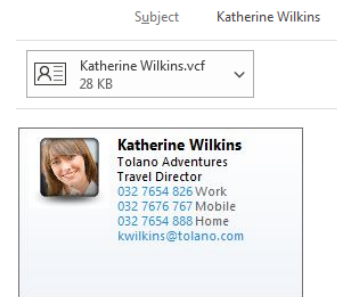 Subject Katherine Wilkins
Katherine Wilkins.vcf
28 KB
Katherine Wilkins
Tolano Adventures
Travel Director
032 7654 826 Work
032 7676 767 Mobile
032 7654 888 Home
kwilkins@tolano.com